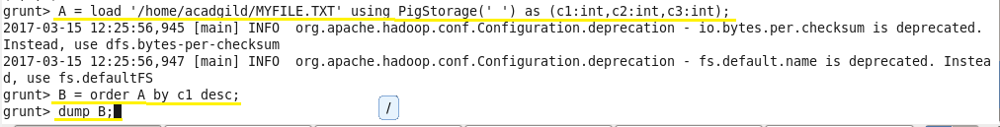 grunt> A = load '/home/acadgild/MYFILE.TXT' using PigStorage(' ') as (c1:int,c2:int,c3:int);
2017-03-15 12:25:56,945 [main] INFO  org.apache.hadoop.conf.Configuration.deprecation - io.bytes.per.checksum is deprecated.
Instead, use dfs.bytes-per-checksum
2017-03-15 12:25:56,947 [main] INFO  org.apache.hadoop.conf.Configuration.deprecation - fs.default.name is deprecated. Instea
d, use fs.defaultFS
grunt> B = order A by c1 desc;
grunt> dump B;
/